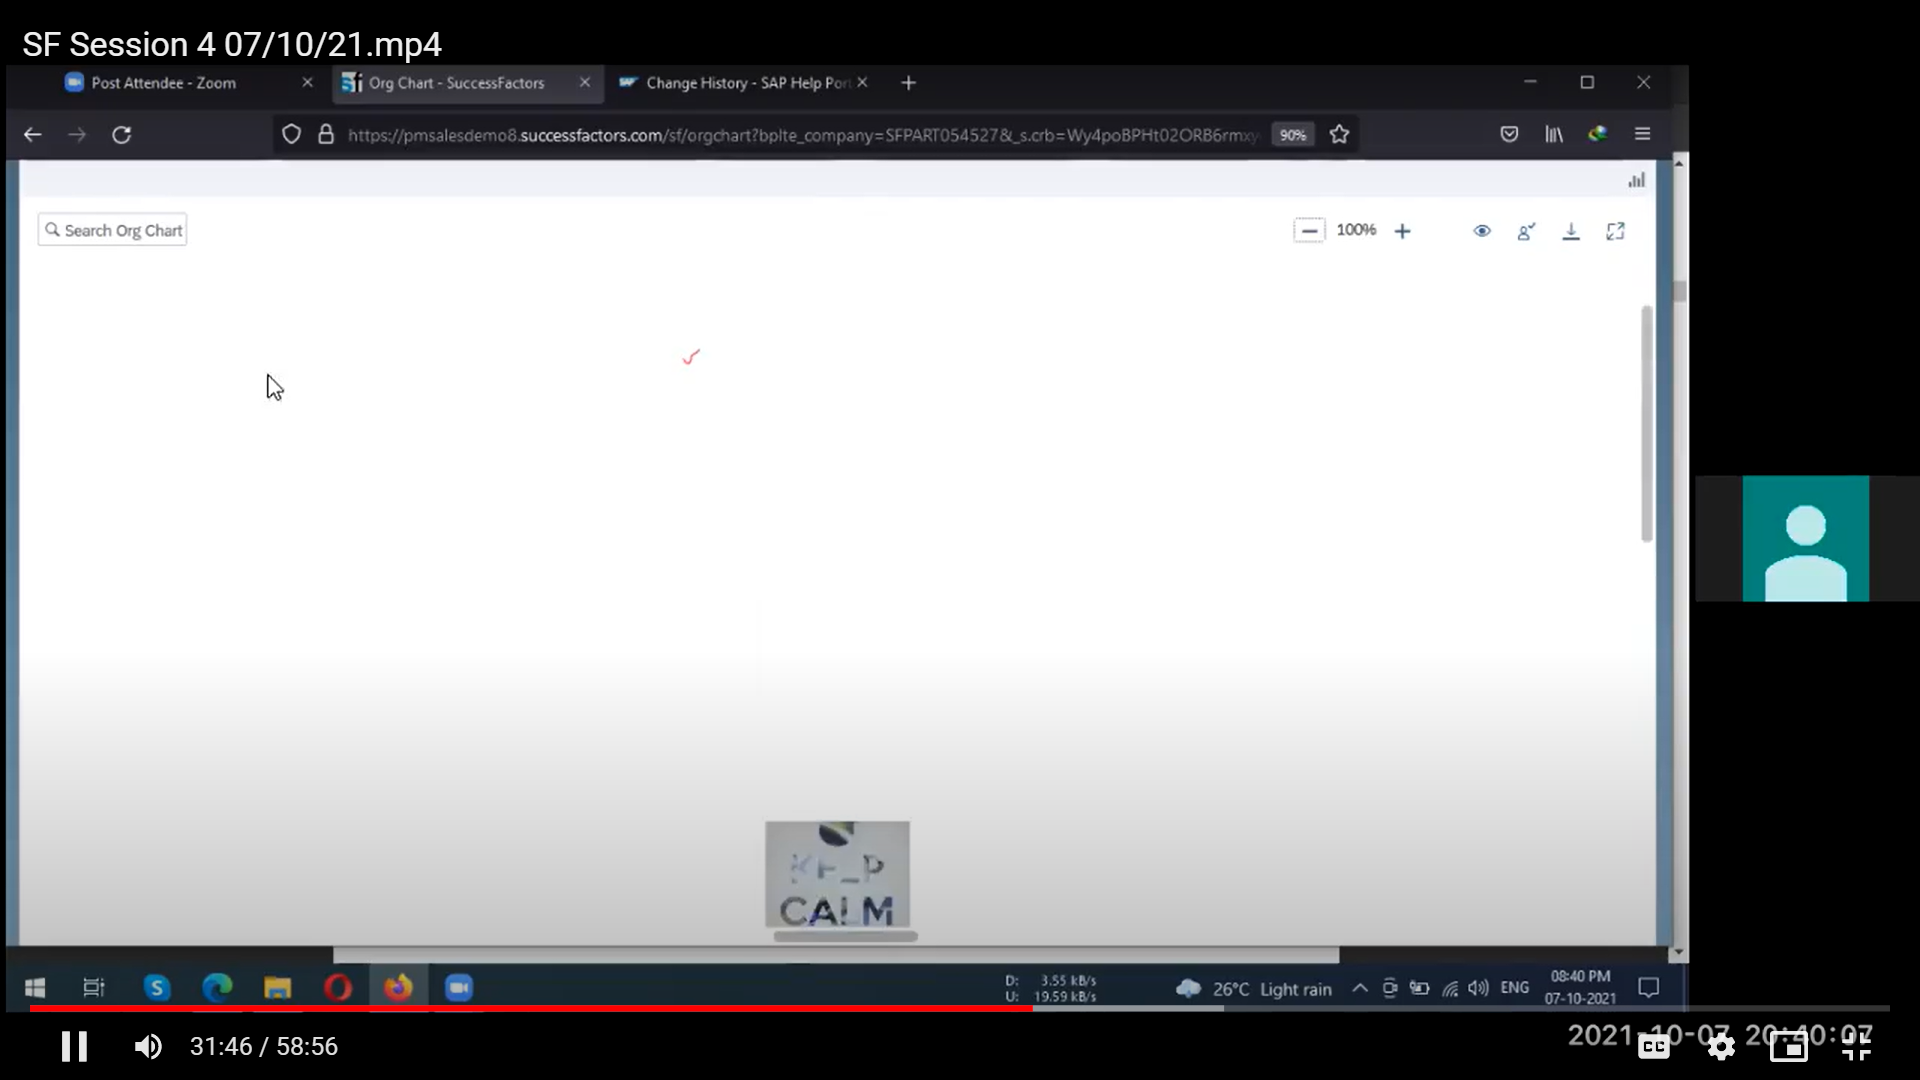 SF Session 4 07/10/21.mp4
Post Attendee - Zoom
Org Chart - SuccessFactors
Change History - SAP Help Port
https://pmsalesdemo8.successfactors.com/sf/orgchart?bplte_company=SFPART054527&_s.crb=Wy4poBPHt02ORB6rmxy
90%
Search Org Chart
100%
CALM
D: 3.55 kB/s
U: 19.59 kB/s
26°C Light rain
ENG
08:40 PM
07-10-2021
31:46 / 58:56
2021-10-07 20:40:07
CC